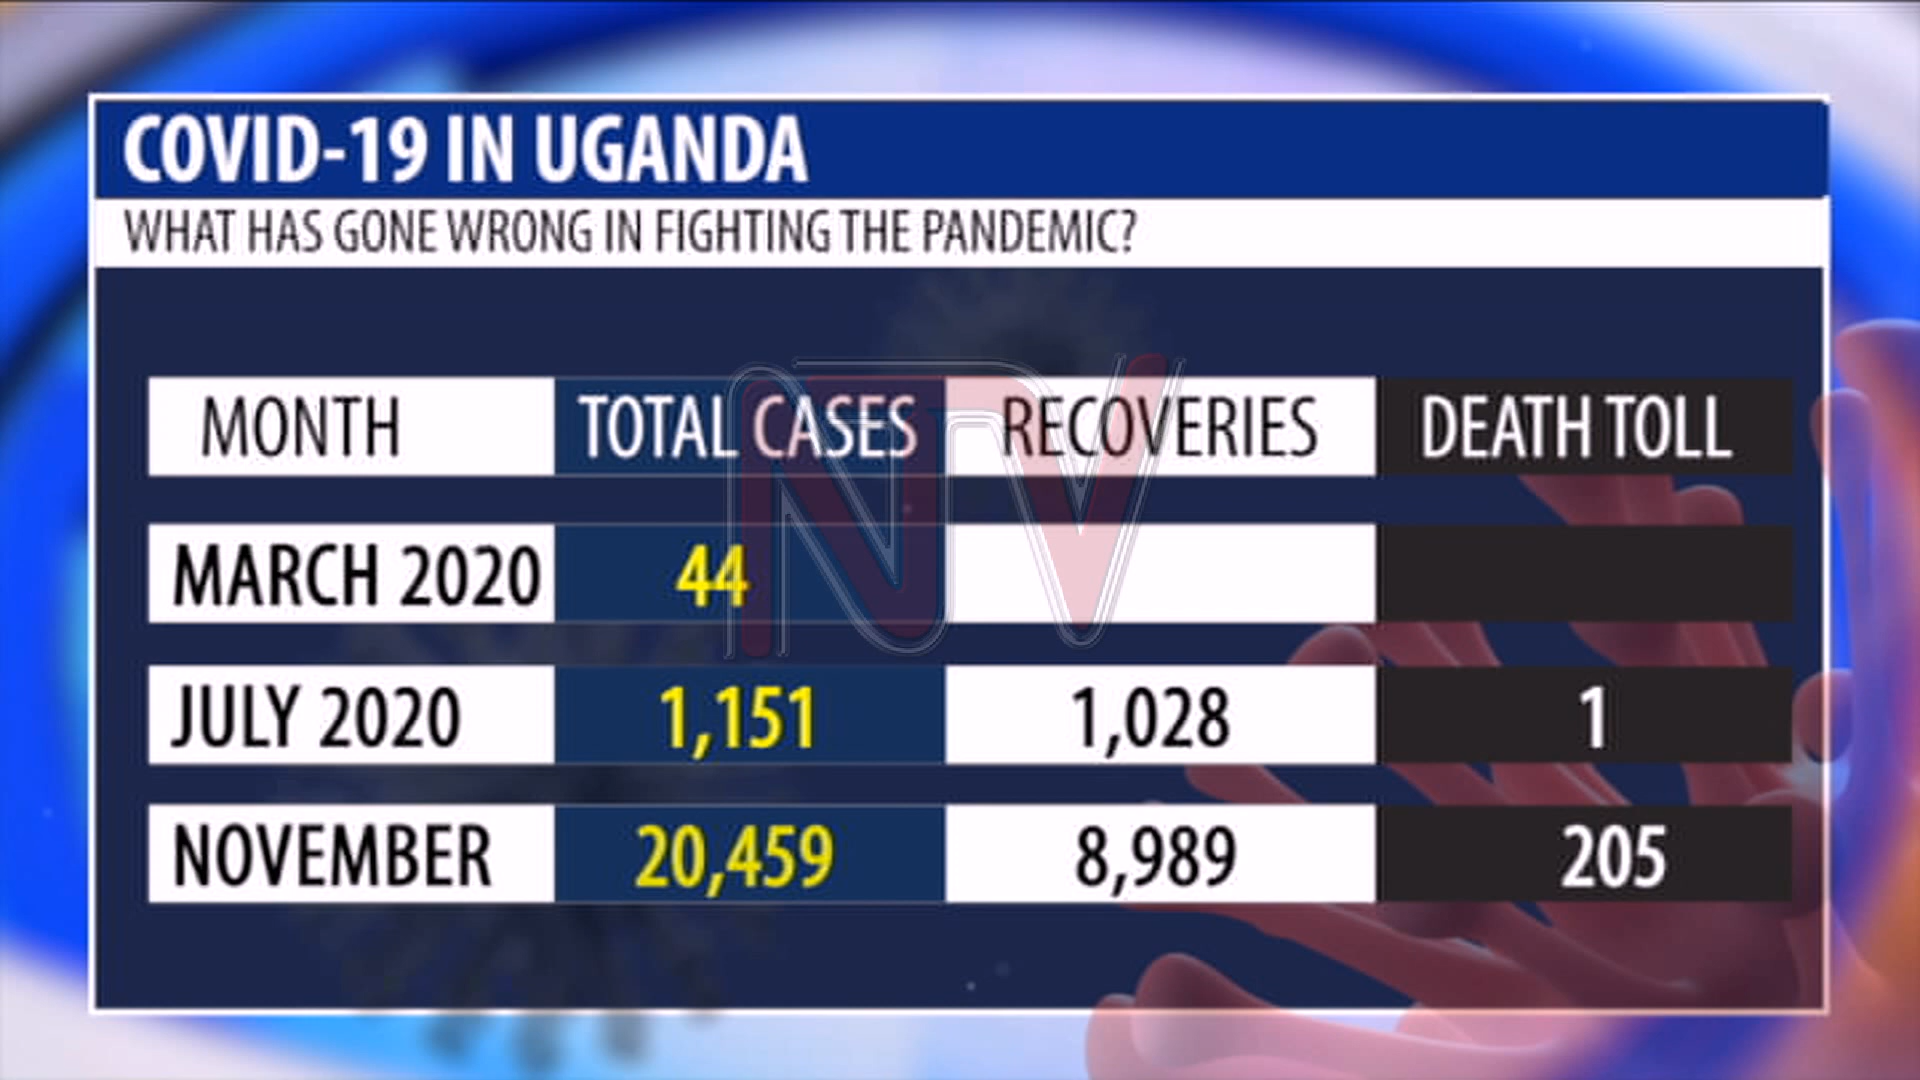 COVID-19 IN UGANDA
WHAT HAS GONE WRONG IN FIGHTING THE PANDEMIC?
MONTH TOTAL CASES RECOVERIES DEATH TOLL
MARCH 2020 44
JULY 2020 1,151 1,028 1
NOVEMBER 20,459 8,989 205
NTV